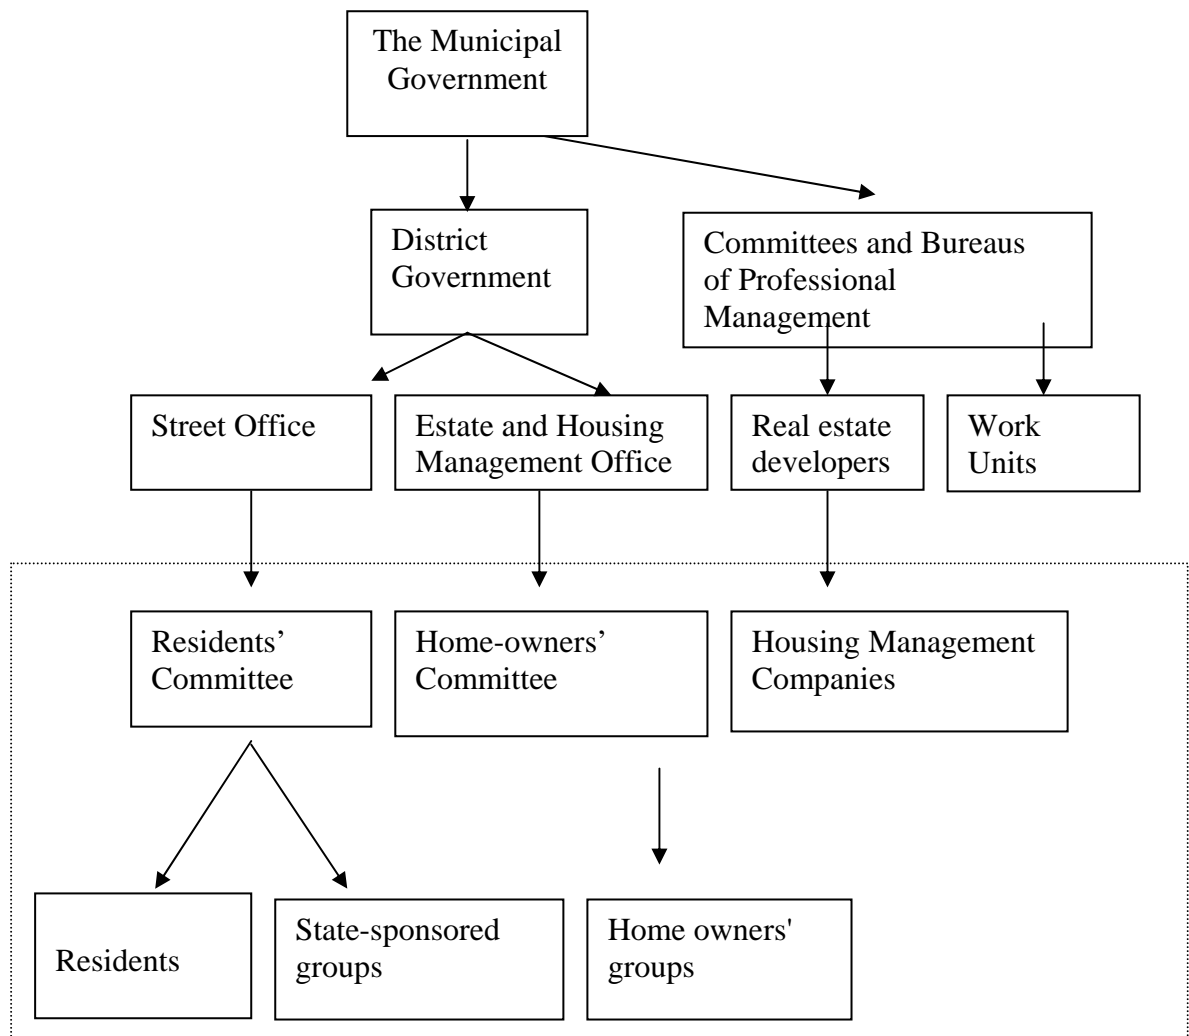 The Municipal
Government
District
Government
Committees and Bureaus
of Professional
Management
Street Office
Estate and Housing
Management Office
Real estate
developers
Work
Units
Residents’
Committee
Home-owners’
Committee
Housing Management
Companies
Residents
State-sponsored
groups
Home owners'
groups